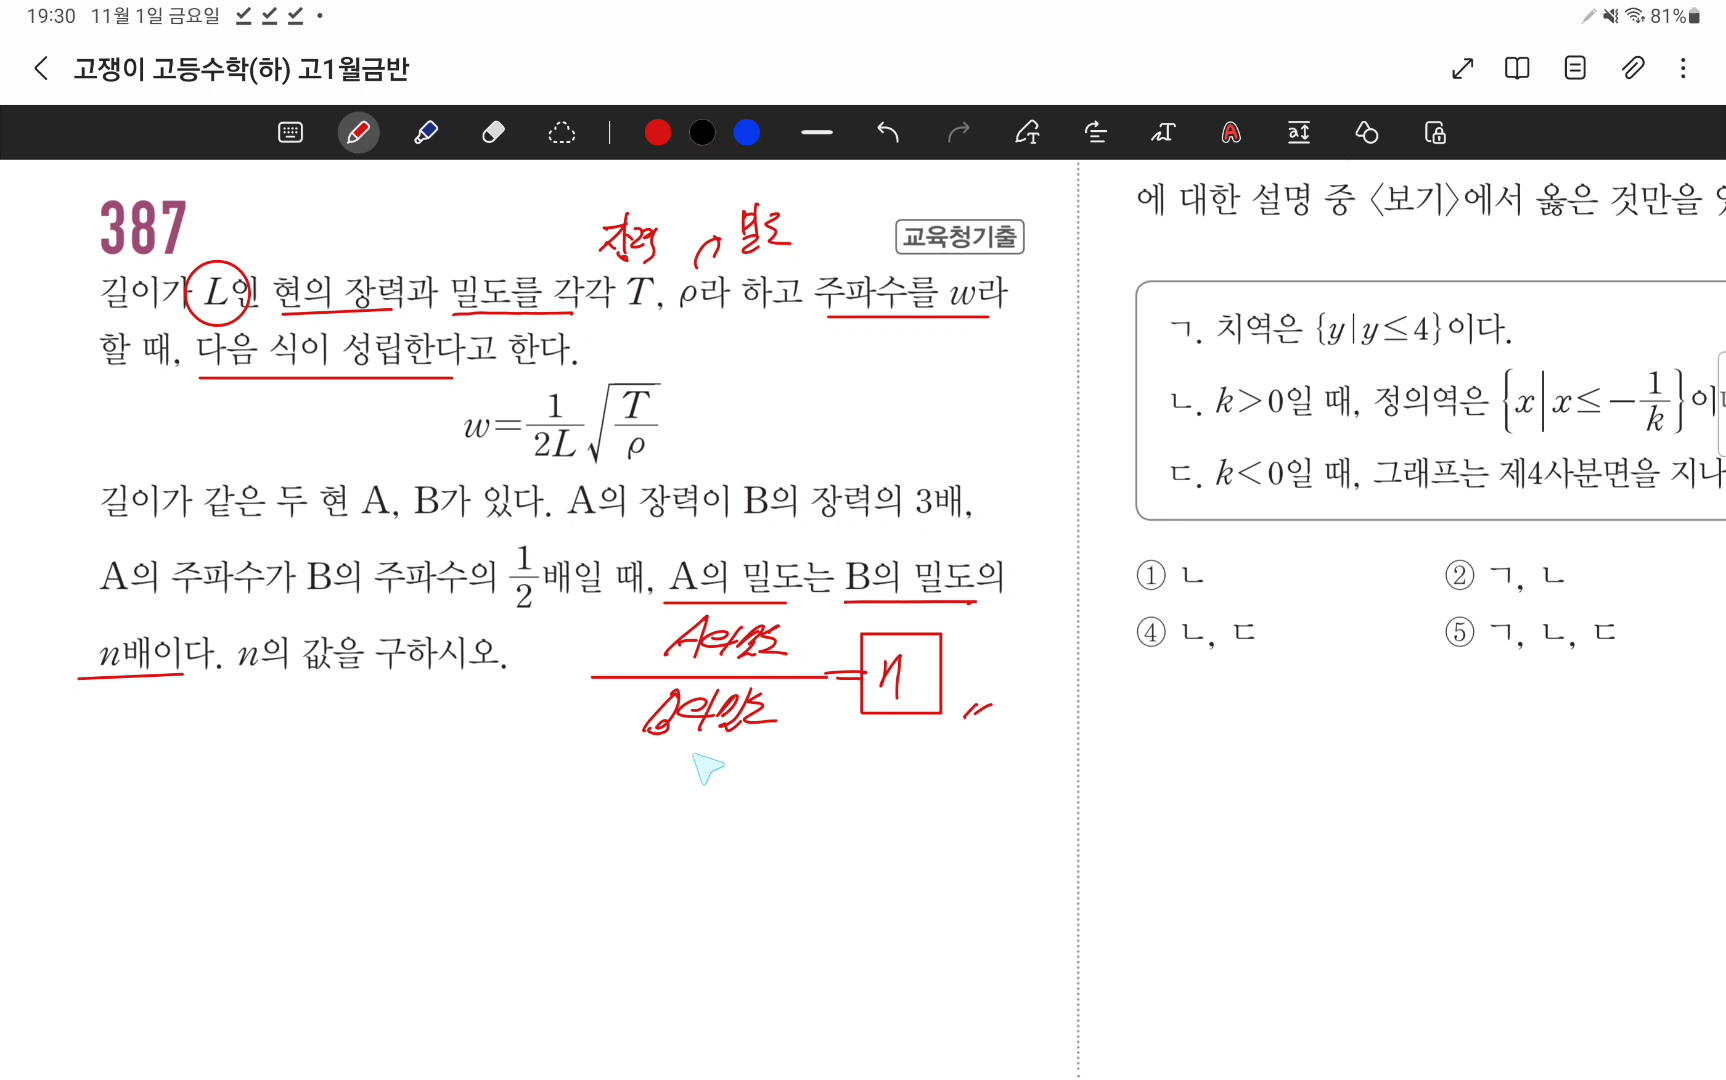 19:30 11월 1일 금요일 81%
고쟁이 고등수학(하) 고1월금반
387
장력 밀도
교육청기출
길이가 L인 현의 장력과 밀도를 각각 T, ρ라 하고 주파수를 w라
할 때, 다음 식이 성립한다고 한다.
w=\frac{1}{2L}\sqrt{\frac{T}{ρ}}
길이가 같은 두 현 A, B가 있다. A의 장력이 B의 장력의 3배,
A의 주파수가 B의 주파수의 \frac{1}{2}배일 때, A의 밀도는 B의 밀도의
n배이다. n의 값을 구하시오.
A의 밀도
B의 밀도
= n
에 대한 설명 중 〈보기〉에서 옳은 것만을
ㄱ. 치역은 {y|y≤4}이다.
ㄴ. k>0일 때, 정의역은 {x|x≤-\frac{1}{k}}이
ㄷ. k<0일 때, 그래프는 제4사분면을 지나
① ㄴ ② ㄱ, ㄴ
④ ㄴ, ㄷ ⑤ ㄱ, ㄴ, ㄷ